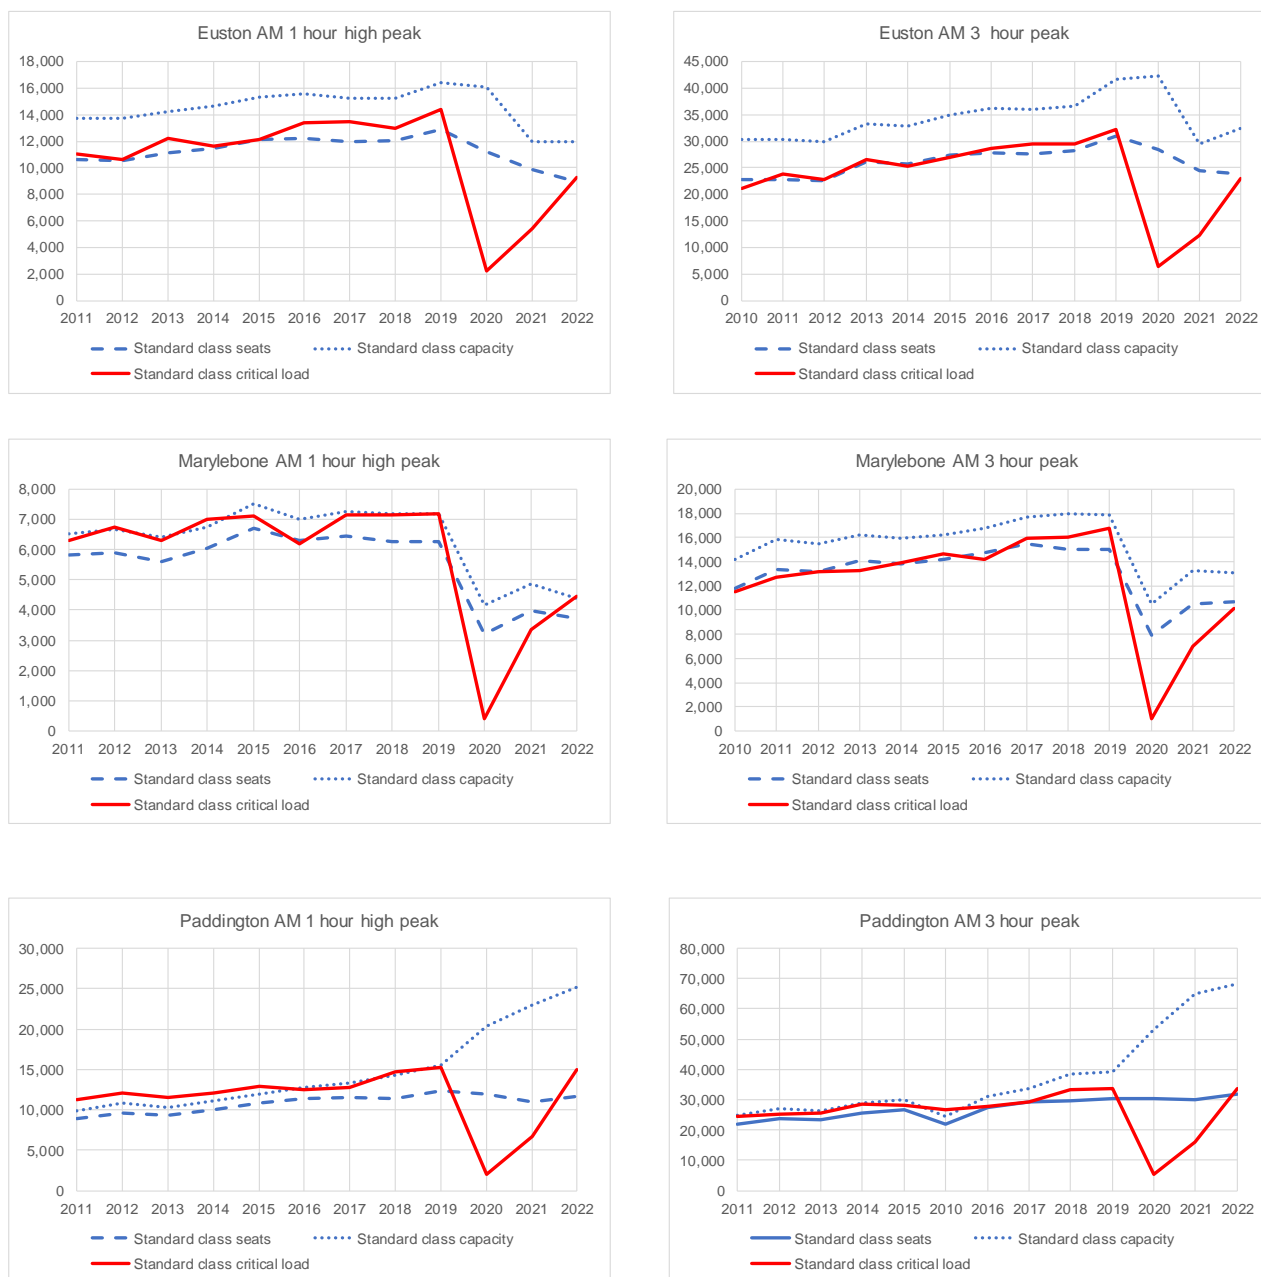 Euston AM 1 hour high peak
18,000
16,000
14,000
12,000
10,000
8,000
6,000
4,000
2,000
0
2011 2012 2013 2014 2015 2016 2017 2018 2019 2020 2021 2022
Standard class seats
Standard class capacity
Standard class critical load
Euston AM 3 hour peak
45,000
40,000
35,000
30,000
25,000
20,000
15,000
10,000
5,000
0
2010 2011 2012 2013 2014 2015 2016 2017 2018 2019 2020 2021 2022
Standard class seats
Standard class capacity
Standard class critical load
Marylebone AM 1 hour high peak
8,000
7,000
6,000
5,000
4,000
3,000
2,000
1,000
0
2011 2012 2013 2014 2015 2016 2017 2018 2019 2020 2021 2022
Standard class seats
Standard class capacity
Standard class critical load
Marylebone AM 3 hour peak
20,000
18,000
16,000
14,000
12,000
10,000
8,000
6,000
4,000
2,000
0
2010 2011 2012 2013 2014 2015 2016 2017 2018 2019 2020 2021 2022
Standard class seats
Standard class capacity
Standard class critical load
Paddington AM 1 hour high peak
30,000
25,000
20,000
15,000
10,000
5,000
0
2011 2012 2013 2014 2015 2016 2017 2018 2019 2020 2021 2022
Standard class seats
Standard class capacity
Standard class critical load
Paddington AM 3 hour peak
80,000
70,000
60,000
50,000
40,000
30,000
20,000
10,000
0
2011 2012 2013 2014 2015 2010 2016 2017 2018 2019 2020 2021 2022
Standard class seats
Standard class capacity
Standard class critical load